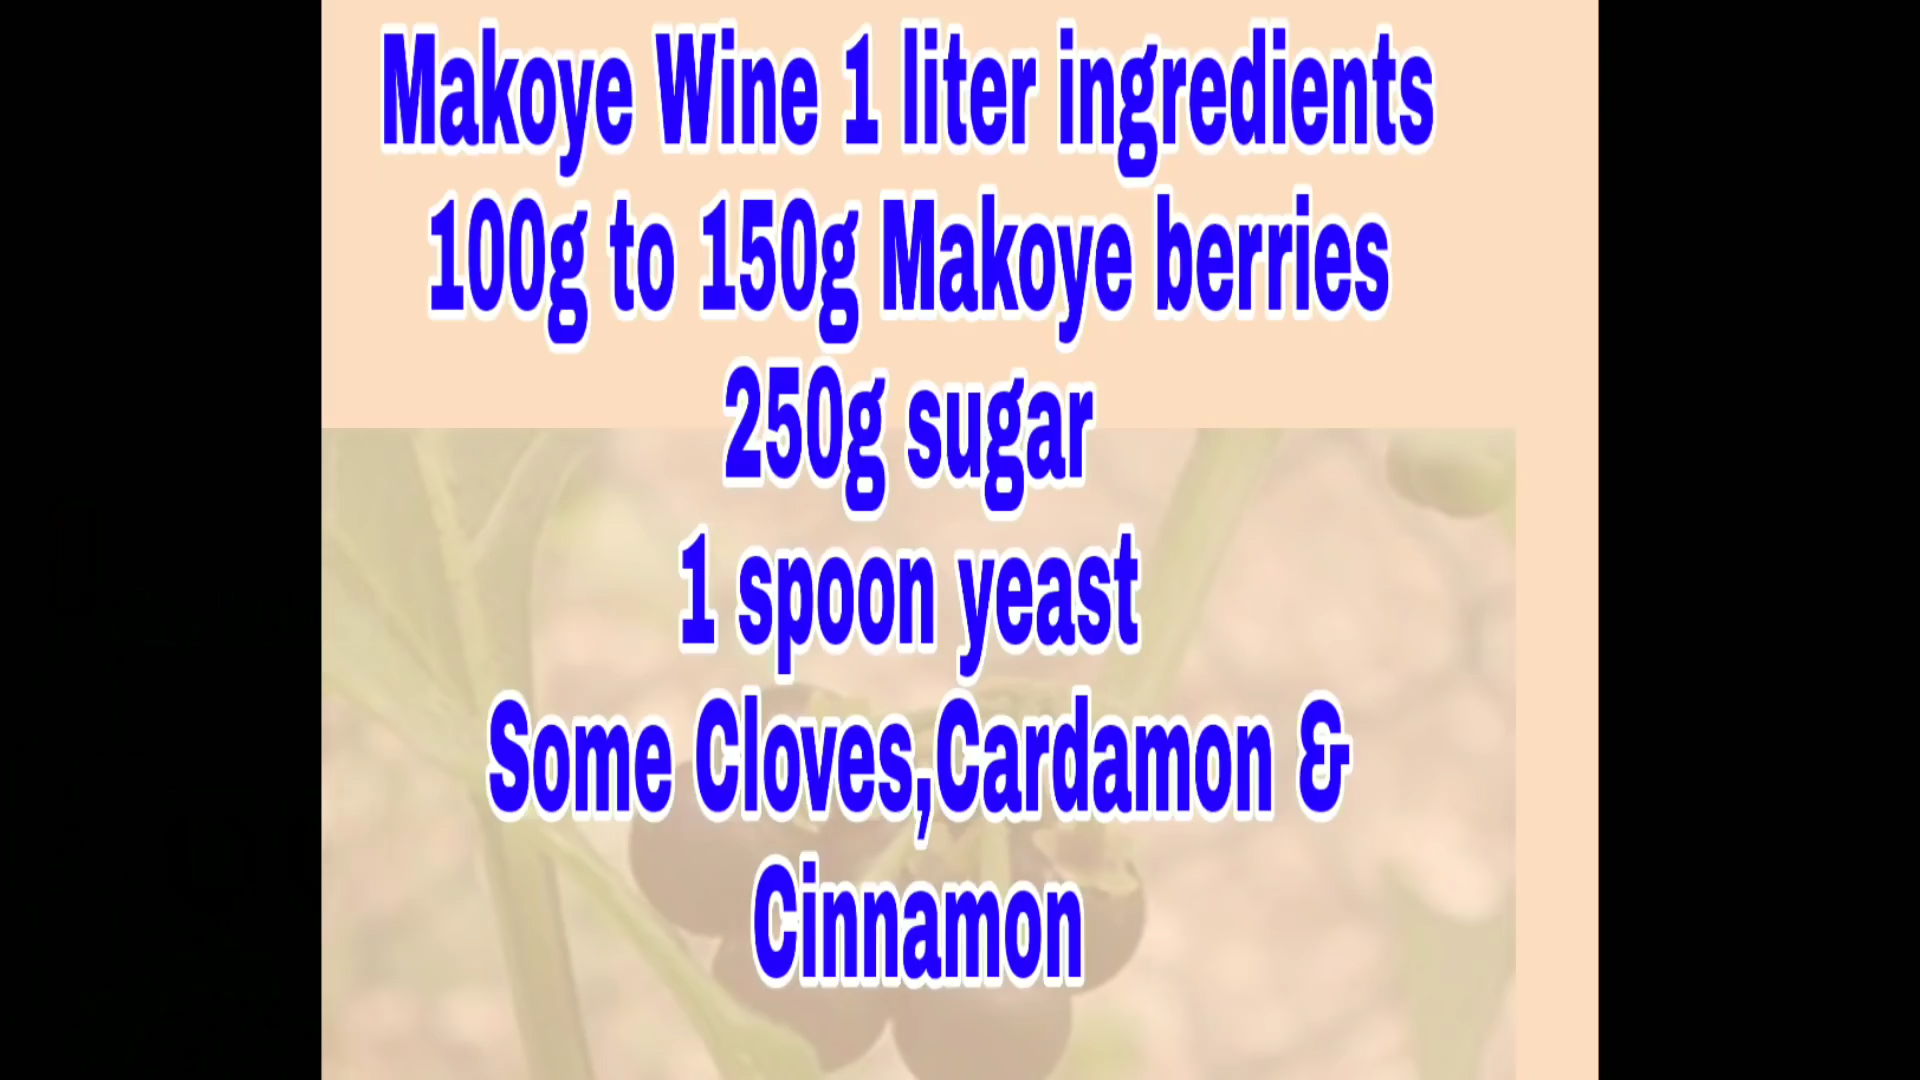 Makoye Wine 1 liter ingredients
100g to 150g Makoye berries
250g sugar
1 spoon yeast
Some Cloves,Cardamon &
Cinnamon